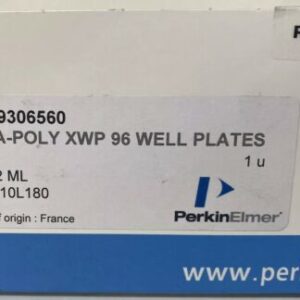 9306560
A-POLY XWP 96 WELL PLATES
1 u
2 ML
10L180
f origin : France
PerkinElmer
www.per